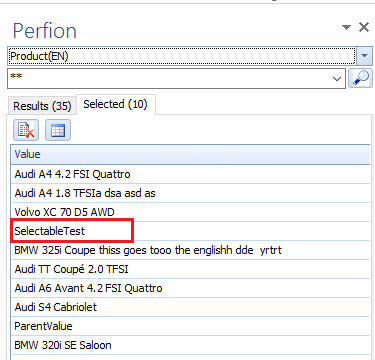 Perfion
Product(EN)
**
Results (35) Selected (10)
Value
Audi A4 4.2 FSI Quattro
Audi A4 1.8 TFSIa dsa asd as
Volvo XC 70 D5 AWD
SelectableTest
BMW 325i Coupe thiss goes tooo the englishh dde yrtrt
Audi TT Coupé 2.0 TFSI
Audi A6 Avant 4.2 FSI Quattro
Audi S4 Cabriolet
ParentValue
BMW 320i SE Saloon